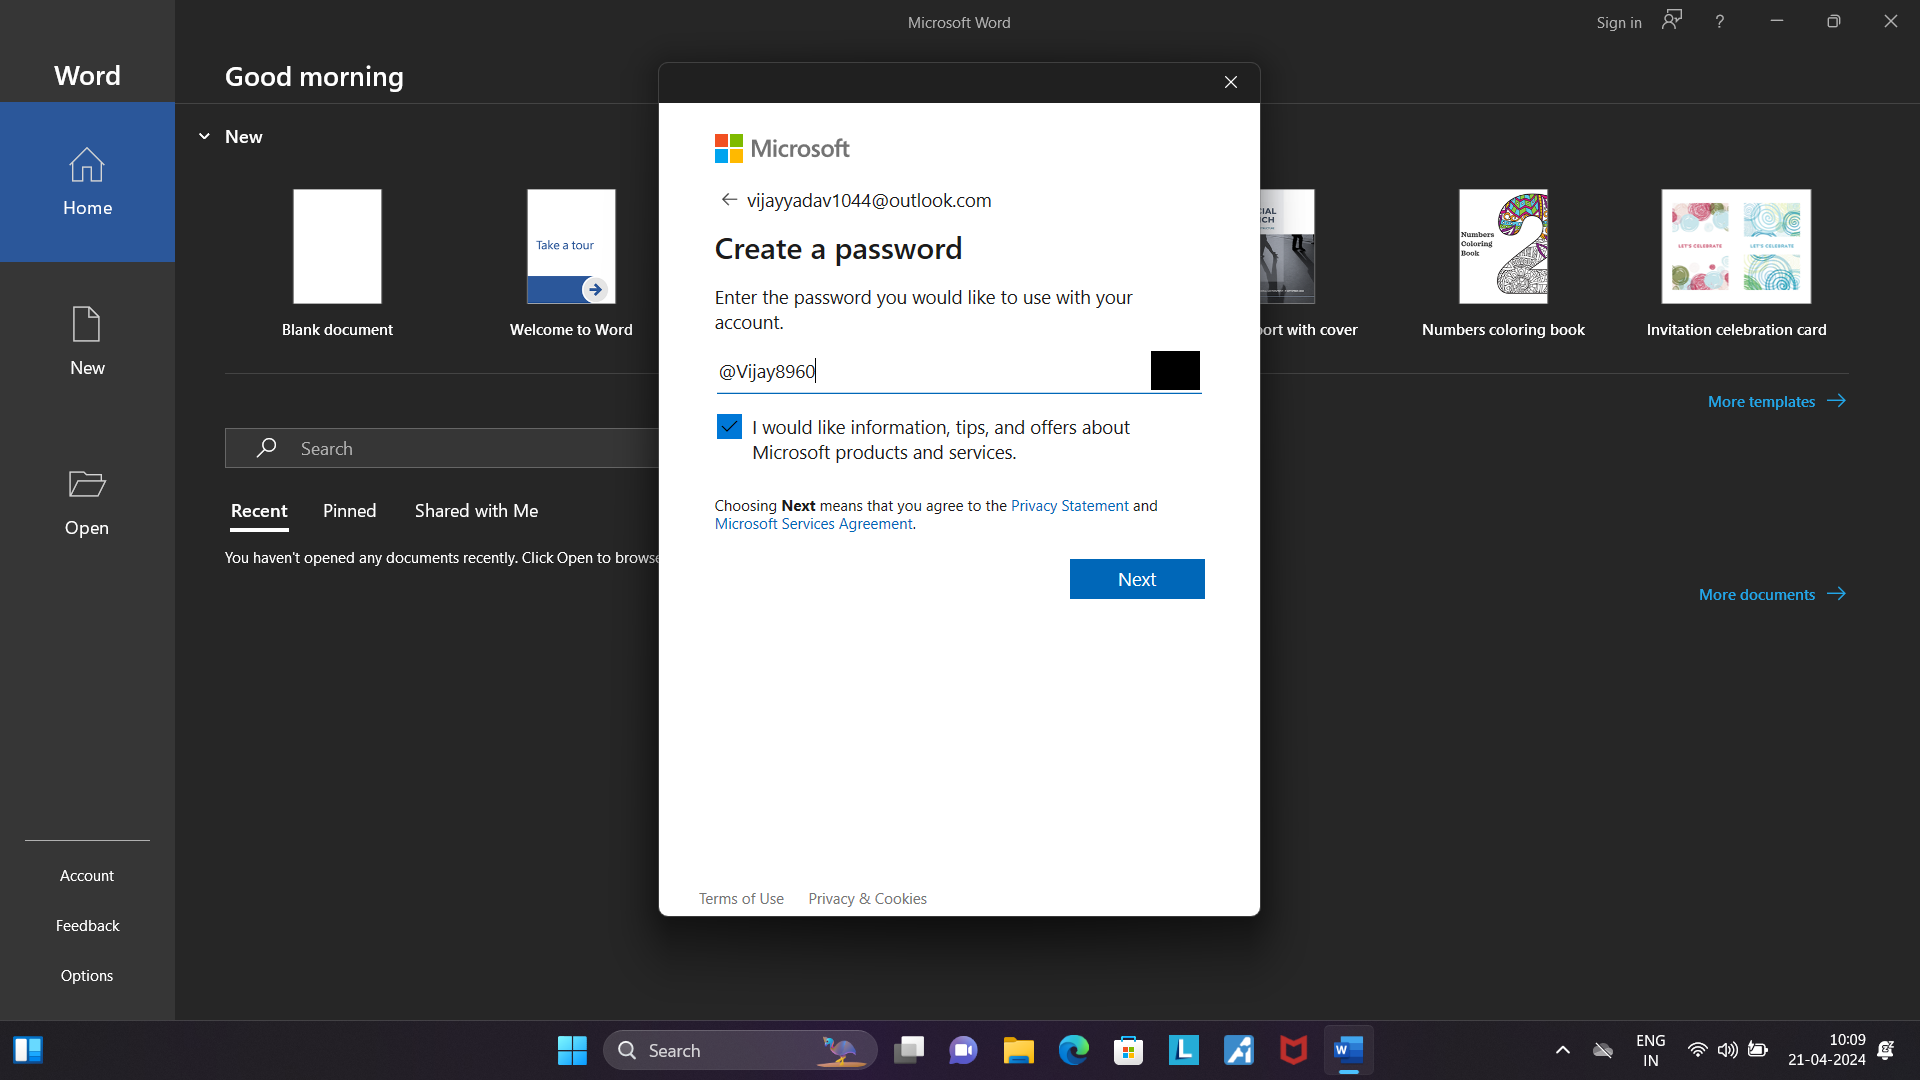 Microsoft Word
Sign in
?
Word
Good morning
Home
New
Open
Account
Feedback
Options
New
Blank document
Take a tour
Welcome to Word
Numbers
Coloring
Book
Numbers coloring book
LET'S CELEBRATE
LET'S CELEBRATE
Invitation celebration card
More templates
Search
Recent Pinned Shared with Me
You haven't opened any documents recently. Click Open to browse
More documents
Microsoft
vijayyadav1044@outlook.com
Create a password
Enter the password you would like to use with your
account.
@Vijay8960
I would like information, tips, and offers about
Microsoft products and services.
Choosing Next means that you agree to the Privacy Statement and
Microsoft Services Agreement.
Next
Terms of Use Privacy & Cookies
with cover
Search
ENG
IN
10:09
21-04-2024